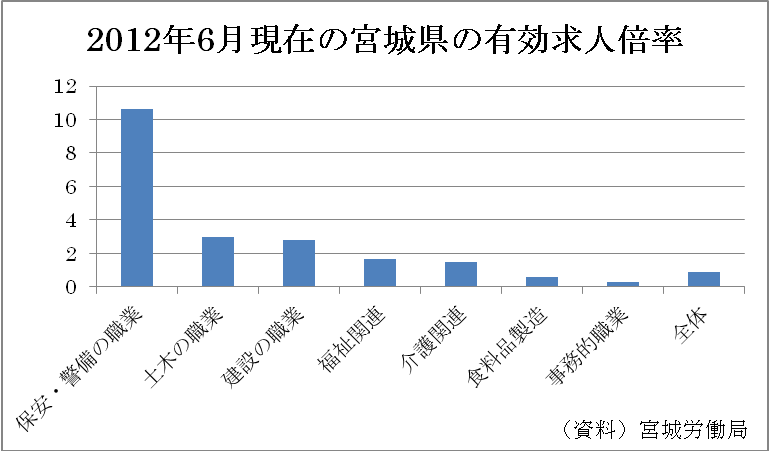 2012年6月現在の宮城県の有効求人倍率
12
10
8
6
4
2
0
保安・警備の職業
土木の職業
建設の職業
福祉関連
介護関連
食料品製造
事務的職業
全体
（資料）宮城労働局